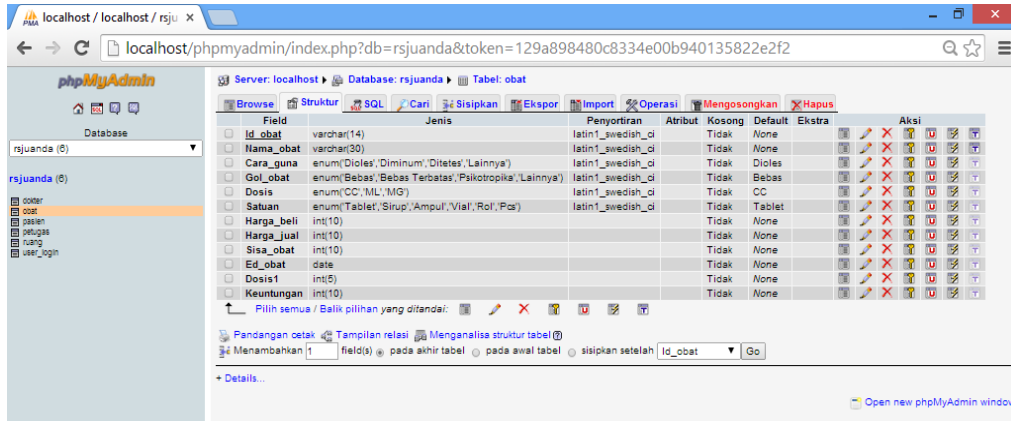 localhost / localhost / rsju ×
localhost/phpmyadmin/index.php?db=rsjuanda&token=129a898480c8334e00b940135822e2f2
phpMyAdmin
Database
rsjuanda (6)
rsjuanda (6)
dokter
obat
pasien
petugas
ruang
user_login
Server: localhost ▸ Database: rsjuanda ▸ Tabel: obat
Browse Struktur SQL Cari Sisipkan Ekspor Import Operasi Mengosongkan Hapus
Field Jenis Penyortiran Atribut Kosong Default Ekstra Aksi
Id_obat varchar(14) latin1_swedish_ci Tidak None
Nama_obat varchar(30) latin1_swedish_ci Tidak None
Cara_guna enum('Dioles','Diminum','Ditetes','Lainnya') latin1_swedish_ci Tidak Dioles
Gol_obat enum('Bebas','Bebas Terbatas','Psikotropika','Lainnya') latin1_swedish_ci Tidak Bebas
Dosis enum('CC','ML','MG') latin1_swedish_ci Tidak CC
Satuan enum('Tablet','Sirup','Ampul','Vial','Rol','Pcs') latin1_swedish_ci Tidak Tablet
Harga_beli int(10) Tidak None
Harga_jual int(10) Tidak None
Sisa_obat int(10) Tidak None
Ed_obat date Tidak None
Dosis1 int(5) Tidak None
Keuntungan int(10) Tidak None
Pilih semua / Balik pilihan yang ditandai:
Pandangan cetak Tampilan relasi Menganalisa struktur tabel
Menambahkan 1 field(s) pada akhir tabel pada awal tabel sisipkan setelah Id_obat Go
+ Details...
Open new phpMyAdmin window